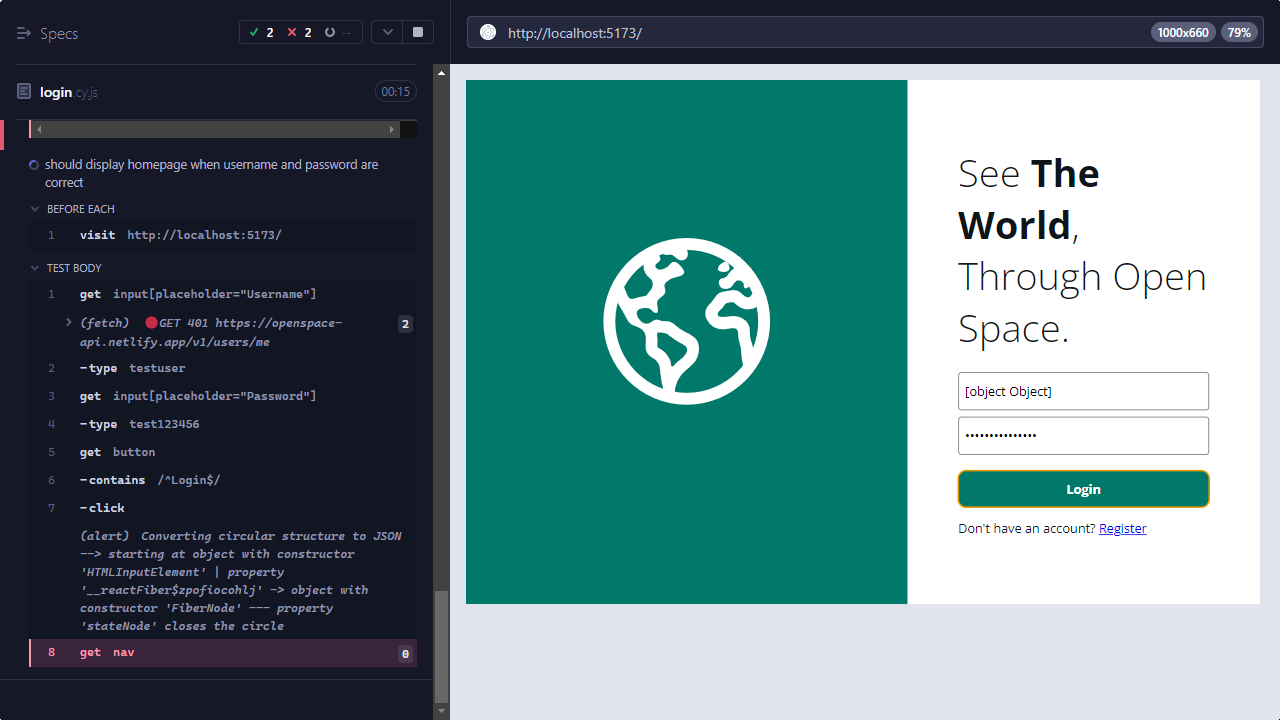 Specs
2
2
--
http://localhost:5173/
1000x660
79%
login.cy.js
00:15
should display homepage when username and password are
correct
BEFORE EACH
1 visit http://localhost:5173/
TEST BODY
1 get input[placeholder="Username"]
(fetch) GET 401 https://openspace-
api.netlify.app/v1/users/me
2
2 -type testuser
3 get input[placeholder="Password"]
4 -type test123456
5 get button
6 -contains /^Login$/
7 -click
(alert) Converting circular structure to JSON
--> starting at object with constructor
'HTMLInputElement' | property
'__reactFiber$zpfiocohlj' -> object with
constructor 'FiberNode' --- property
'stateNode' closes the circle
8 get nav 0
See The
World,
Through Open
Space.
[object Object]
•••••••••••••••
Login
Don't have an account? Register